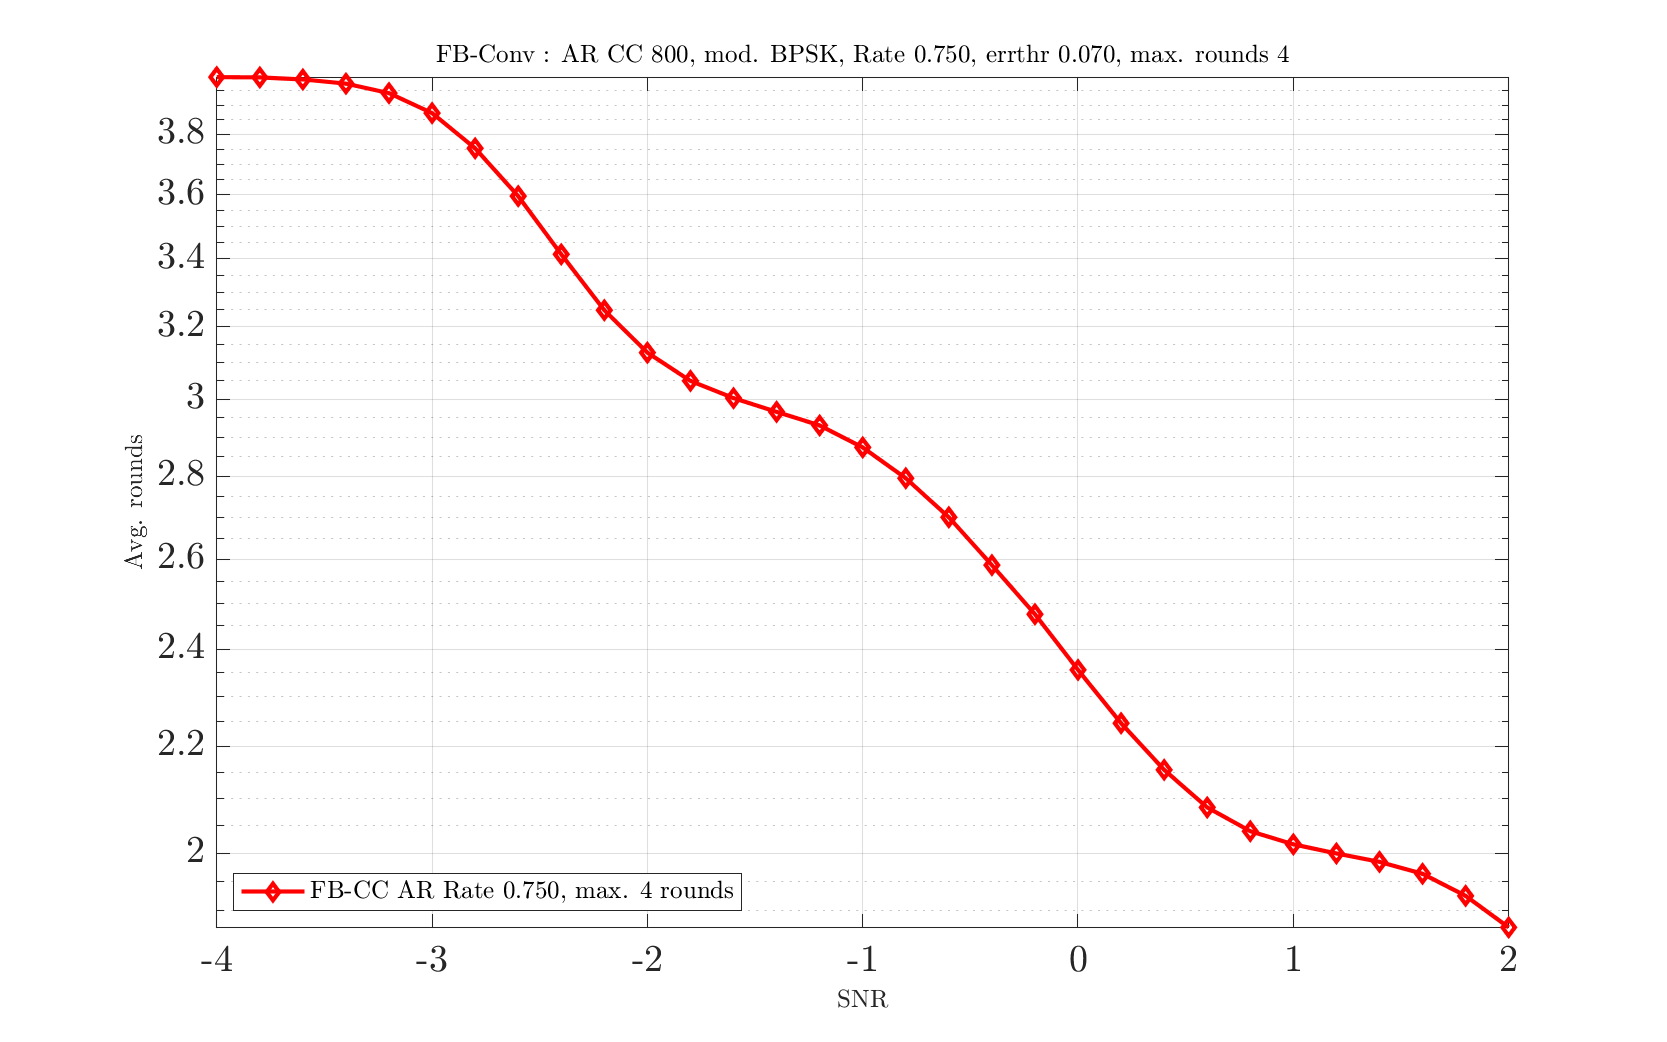 FB-Conv : AR CC 800, mod. BPSK, Rate 0.750, errthr 0.070, max. rounds 4
3.8
3.6
3.4
3.2
3
2.8
2.6
2.4
2.2
2
Avg. rounds
FB-CC AR Rate 0.750, max. 4 rounds
-4 -3 -2 -1 0 1 2
SNR